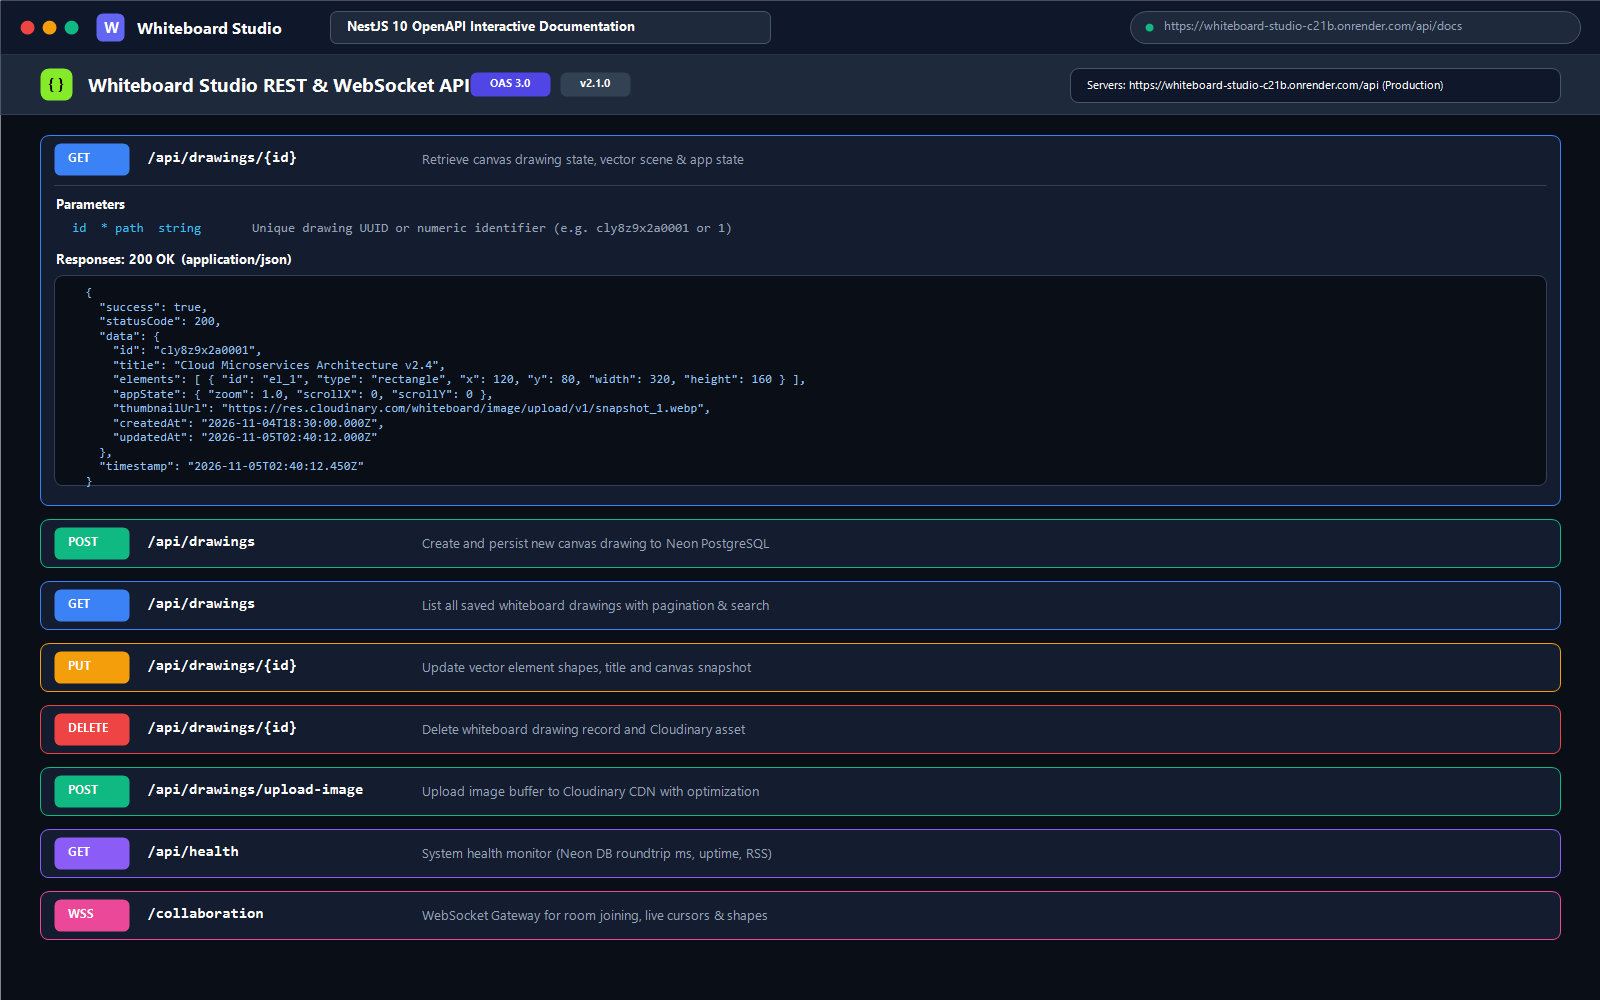 W Whiteboard Studio NestJS 10 OpenAPI Interactive Documentation https://whiteboard-studio-c21b.onrender.com/api/docs
{} Whiteboard Studio REST & WebSocket API OAS 3.0 v2.1.0 Servers: https://whiteboard-studio-c21b.onrender.com/api (Production)
GET /api/drawings/{id} Retrieve canvas drawing state, vector scene & app state
Parameters
id * path string Unique drawing UUID or numeric identifier (e.g. cly8z9x2a0001 or 1)
Responses: 200 OK (application/json)
{
"success": true,
"statusCode": 200,
"data": {
"id": "cly8z9x2a0001",
"title": "Cloud Microservices Architecture v2.4",
"elements": [ { "id": "el_1", "type": "rectangle", "x": 120, "y": 80, "width": 320, "height": 160 } ],
"appState": { "zoom": 1.0, "scrollX": 0, "scrollY": 0 },
"thumbnailUrl": "https://res.cloudinary.com/whiteboard/image/upload/v1/snapshot_1.webp",
"createdAt": "2026-11-04T18:30:00.000Z",
"updatedAt": "2026-11-05T02:40:12.000Z"
},
"timestamp": "2026-11-05T02:40:12.450Z"
}
POST /api/drawings Create and persist new canvas drawing to Neon PostgreSQL
GET /api/drawings List all saved whiteboard drawings with pagination & search
PUT /api/drawings/{id} Update vector element shapes, title and canvas snapshot
DELETE /api/drawings/{id} Delete whiteboard drawing record and Cloudinary asset
POST /api/drawings/upload-image Upload image buffer to Cloudinary CDN with optimization
GET /api/health System health monitor (Neon DB roundtrip ms, uptime, RSS)
WSS /collaboration WebSocket Gateway for room joining, live cursors & shapes